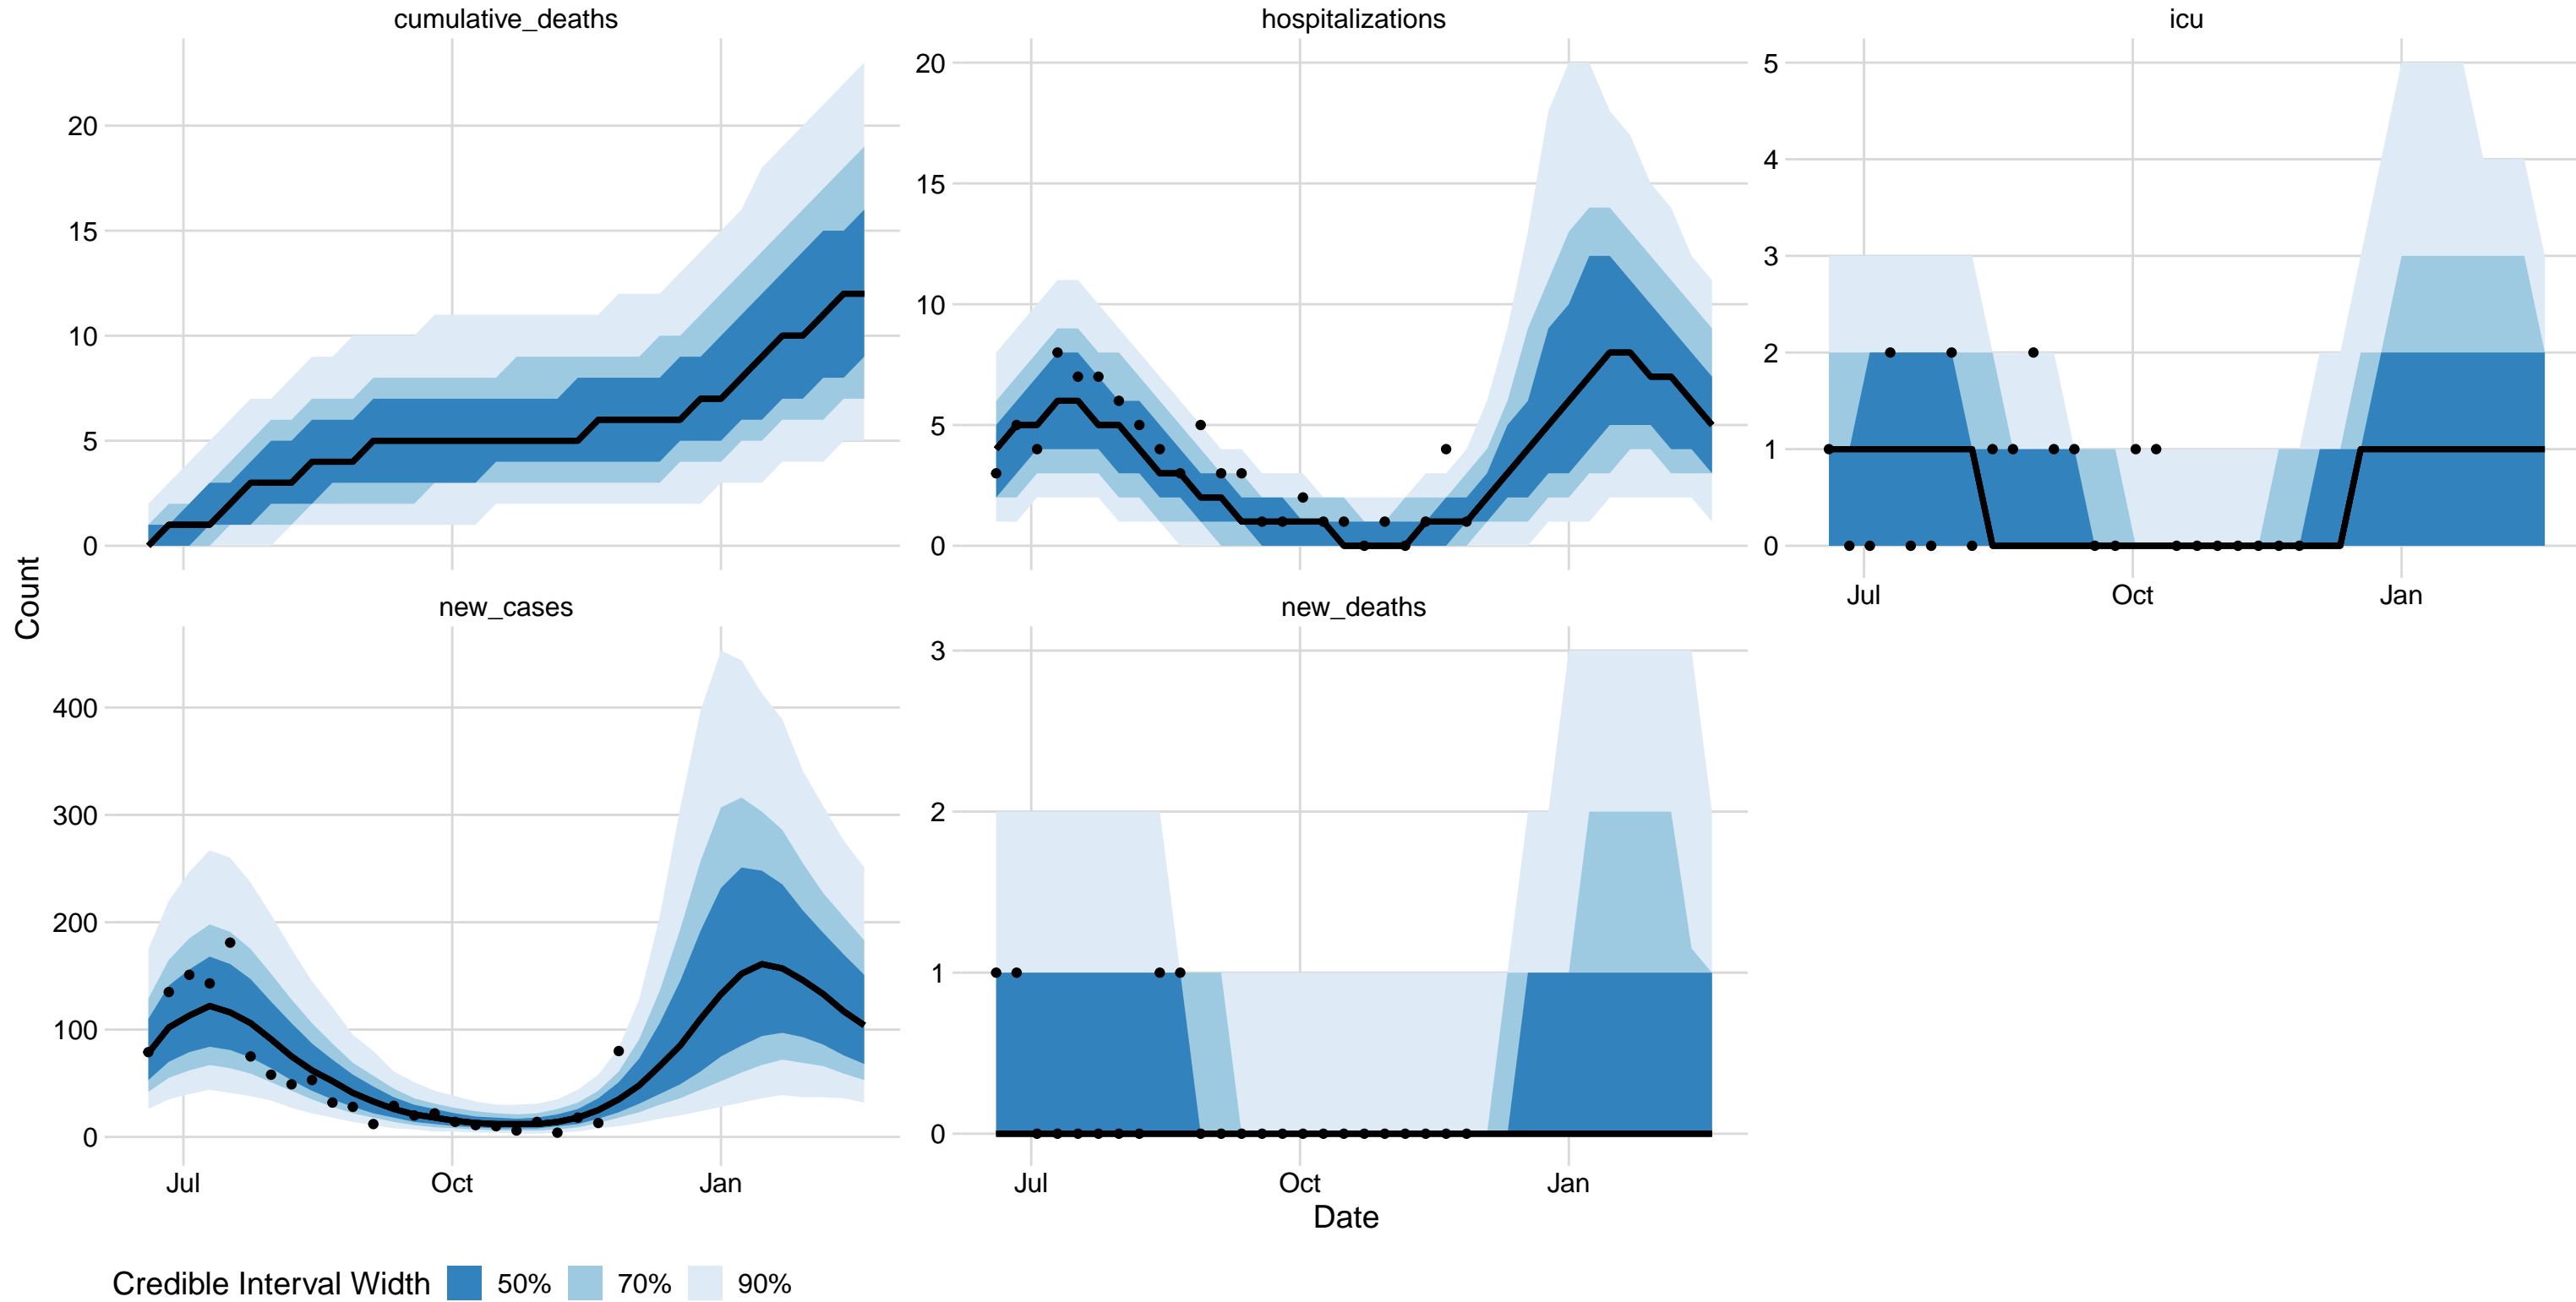 cumulative_deaths
hospitalizations
icu
20
15
10
5
0
20
15
10
5
0
5
4
3
2
1
0
Jul Oct Jan
Count
new_cases
new_deaths
400
300
200
100
0
Jul Oct Jan
3
2
1
0
Jul Oct Jan
Date
Credible Interval Width 50% 70% 90%